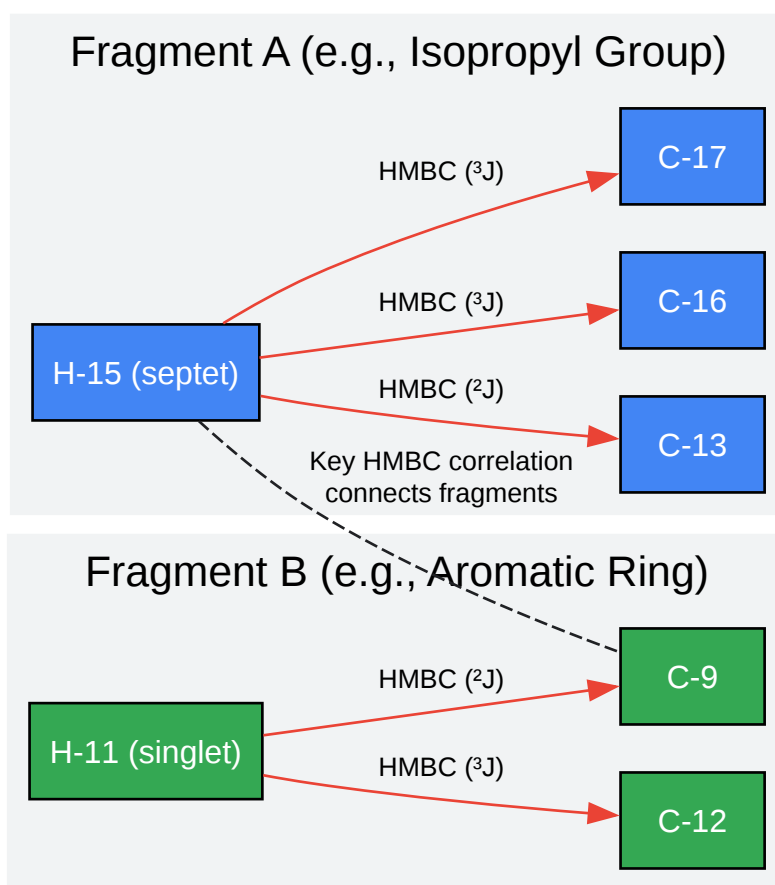 Fragment A (e.g., Isopropyl Group)
C-17
HMBC (³J)
C-16
HMBC (³J)
H-15 (septet)
HMBC (²J)
C-13
Key HMBC correlation
connects fragments
Fragment B (e.g., Aromatic Ring)
C-9
HMBC (²J)
H-11 (singlet)
HMBC (³J)
C-12